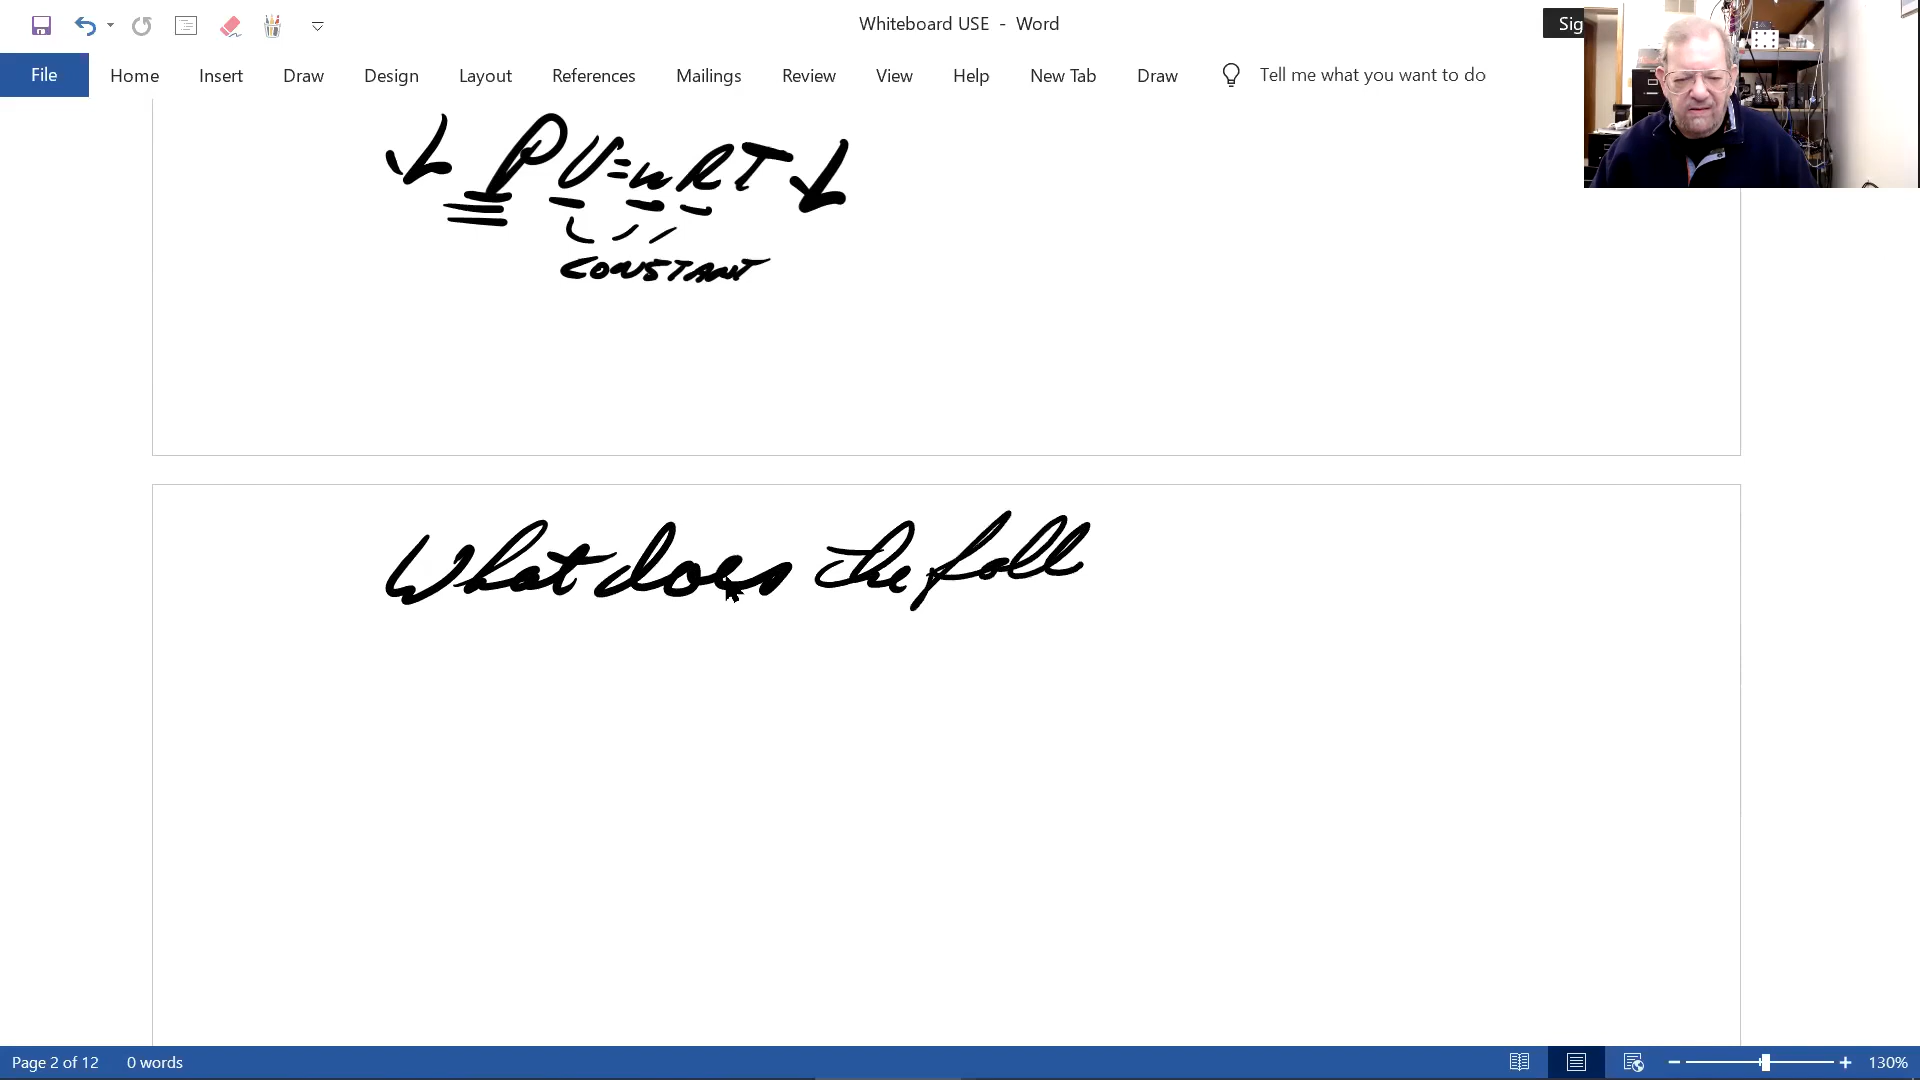 Whiteboard USE - Word
Sig
File Home Insert Draw Design Layout References Mailings Review View Help New Tab Draw Tell me what you want to do
↓ PV=nRT ↓
CONSTANT
What does the foll
Page 2 of 12 0 words
130%